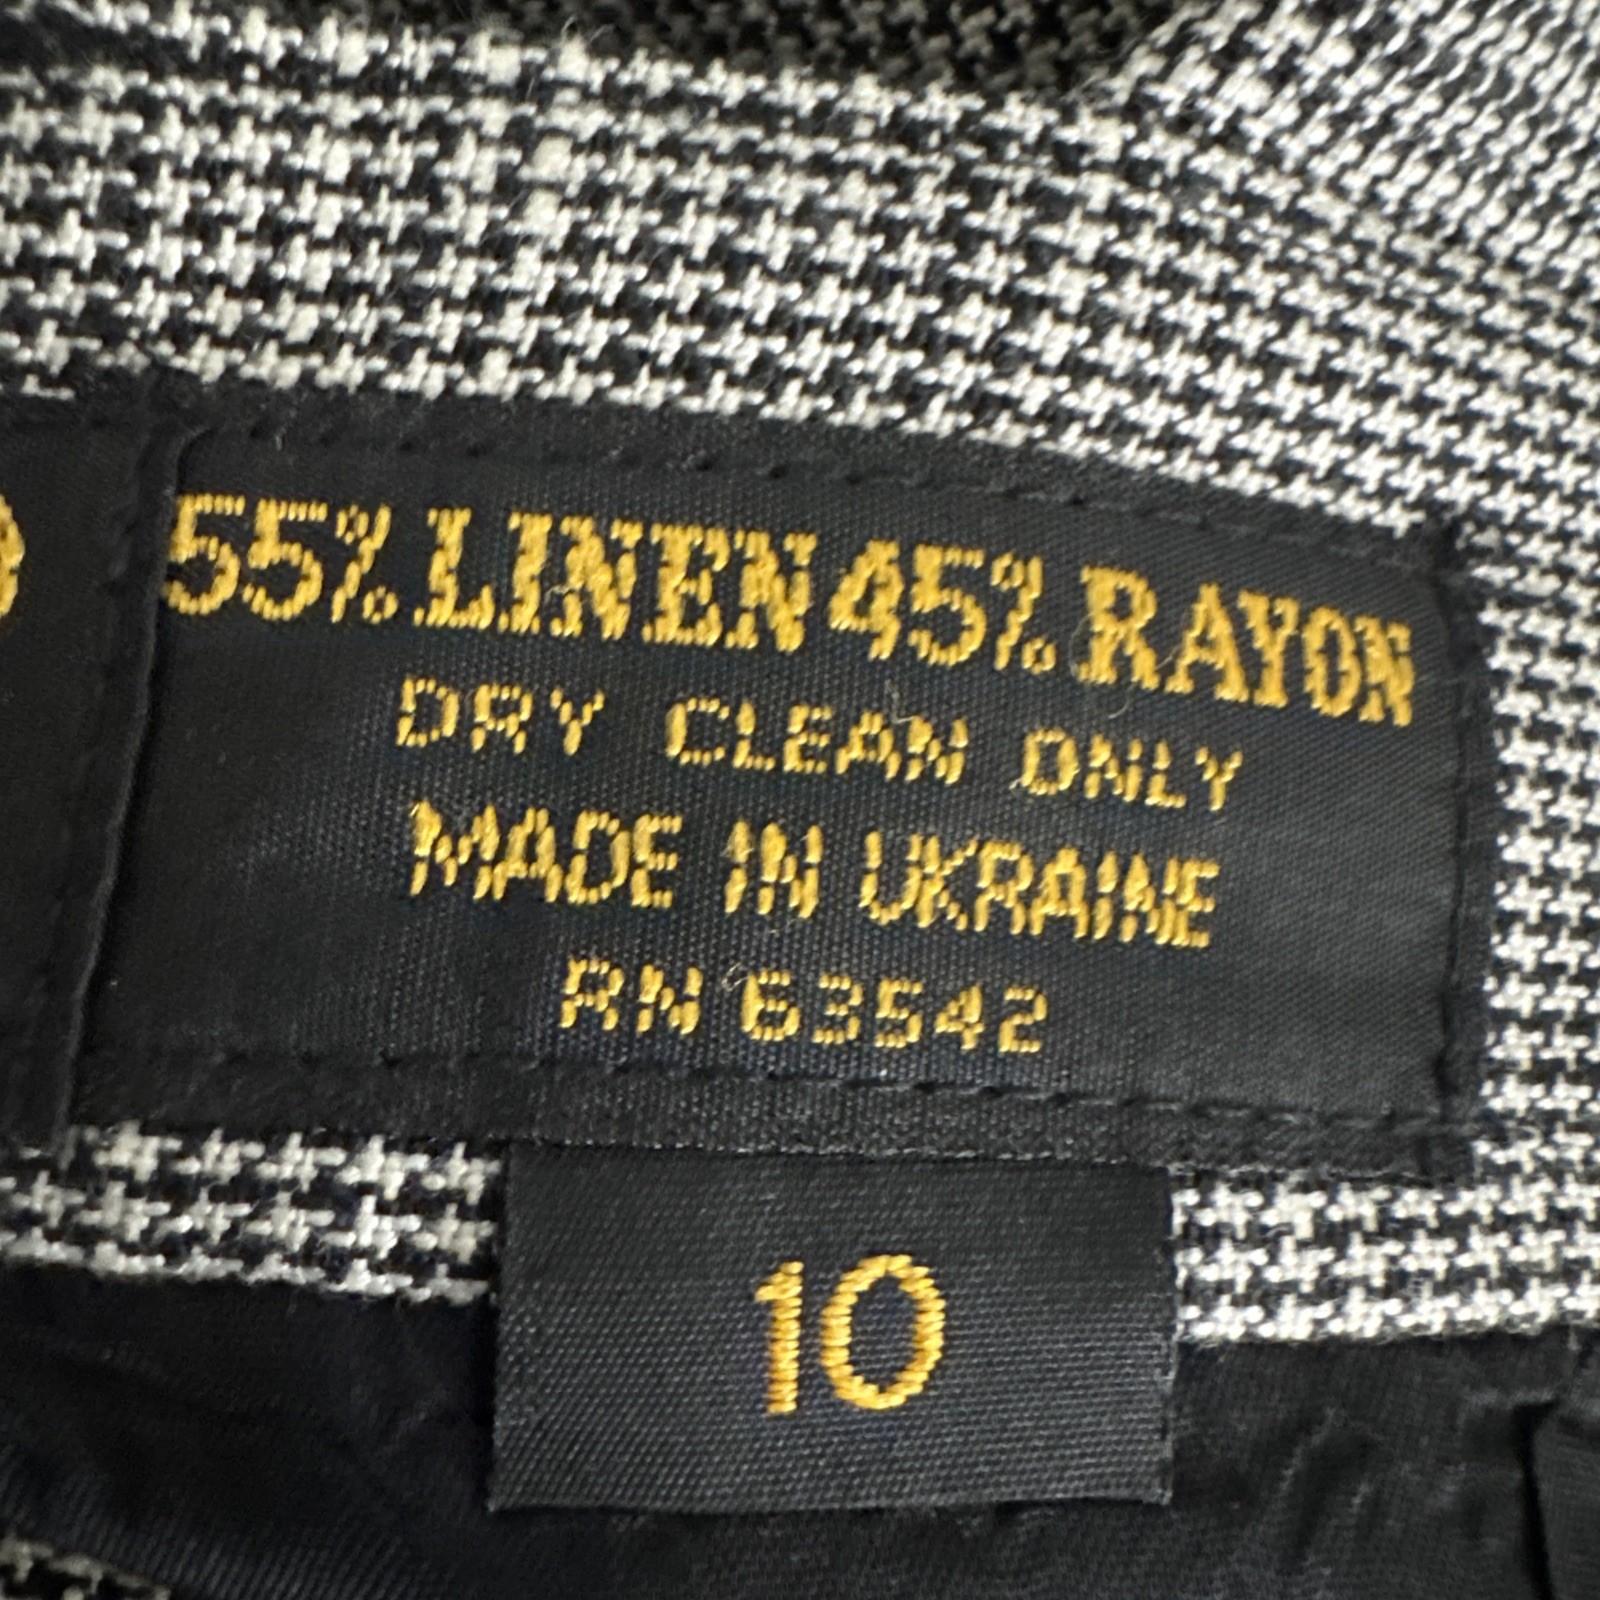 55% LINEN 45% RAYON
DRY CLEAN ONLY
MADE IN UKRAINE
RN 63542
10